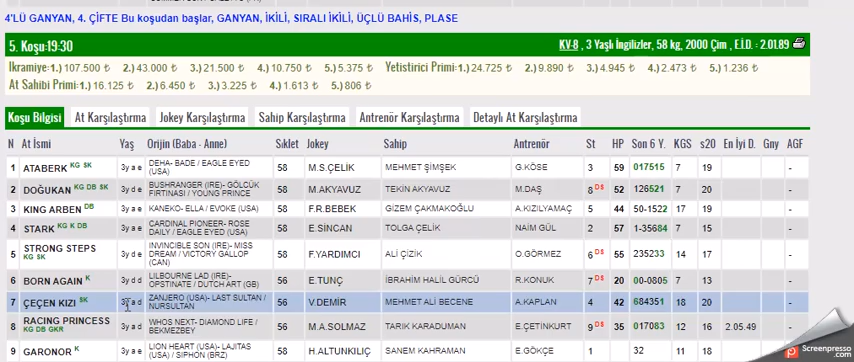 4'LÜ GANYAN, 4. ÇİFTE Bu koşudan başlar, GANYAN, İKİLİ, SIRALI İKİLİ, ÜÇLÜ BAHİS, PLASE
5. Koşu:19:30 KV-8 , 3 Yaşlı İngilizler, 58 kg, 2000 Çim , E.İ.D. : 2.01.89
Ikramiye:1.) 107.500 ₺ 2.) 43.000 ₺ 3.) 21.500 ₺ 4.) 10.750 ₺ 5.) 5.375 ₺ Yetistirici Primi:1.) 24.725 ₺ 2.) 9.890 ₺ 3.) 4.945 ₺ 4.) 2.473 ₺ 5.) 1.236 ₺
At Sahibi Primi:1.) 16.125 ₺ 2.) 6.450 ₺ 3.) 3.225 ₺ 4.) 1.613 ₺ 5.) 806 ₺
Koşu Bilgisi At Karşılaştırma Jokey Karşılaştırma Sahip Karşılaştırma Antrenör Karşılaştırma Detaylı At Karşılaştırma
N At İsmi Yaş Orijin (Baba - Anne) Sıklet Jokey Sahip Antrenör St HP Son 6 Y. KGS s20 En İyi D. Gny AGF
1 ATABERK KG SK 3y a e DEHA- BADE / EAGLE EYED (USA) 58 M.S.ÇELİK MEHMET ŞİMŞEK G.KÖSE 3 59 017515 7 19 -
2 DOĞUKAN KG DB SK 3y d e BUSHRANGER (IRE)- GÖLCÜK FIRTINASI / YOUNG PRINCE 58 M.AKYAVUZ TEKİN AKYAVUZ M.DAŞ 8 DS 52 126521 7 20 -
3 KING ARBEN DB 3y a e KANEKO- ELLA / EVOKE (USA) 58 F.R.BEBEK GİZEM ÇAKMAKOĞLU A.KIZILYAMAÇ 5 44 50-1522 17 19 -
4 STARK KG K DB 3y a e CARDINAL PIONEER- ROSE DAILY / EAGLE EYED (USA) 58 E.SİNCAN TOLGA ÇELİK NAİM GÜL 2 57 1-35684 7 15 -
5 STRONG STEPS KG SK 3y d e INVINCIBLE SON (IRE)- MISS DREAM / VICTORY GALLOP (CAN) 58 F.YARDIMCI ALİ ÇİZİK O.GÖRMEZ 6 DS 55 235233 14 17 -
6 BORN AGAIN K 3y d d LILBOURNE LAD (IRE)- OPSTINATE / DUTCH ART (GB) 56 E.TUNÇ İBRAHİM HALİL GÜRCÜ R.KONUK 7 DS 20 00-0805 7 13 -
7 ÇEÇEN KIZI SK 3y a d ZANJERO (USA)- LAST SULTAN / NURSULTAN 56 V.DEMİR MEHMET ALİ BECENE A.KAPLAN 4 42 684351 18 20 -
8 RACING PRINCESS KG DB GKR 3y a d WHOS NEXT- DIAMOND LIFE / BEKMEZBEY 56 M.A.SOLMAZ TARIK KARADUMAN E.ÇETİNKURT 9 DS 35 017083 12 16 2.05.49 -
9 GARONOR K 3y a e LION HEART (USA)- LAJITAS (USA) / SIPHON (BRZ) H.ALTUNKILIÇ SANEM KAHRAMAN E.GÖKÇE 1 32 18 -
Screenpresso